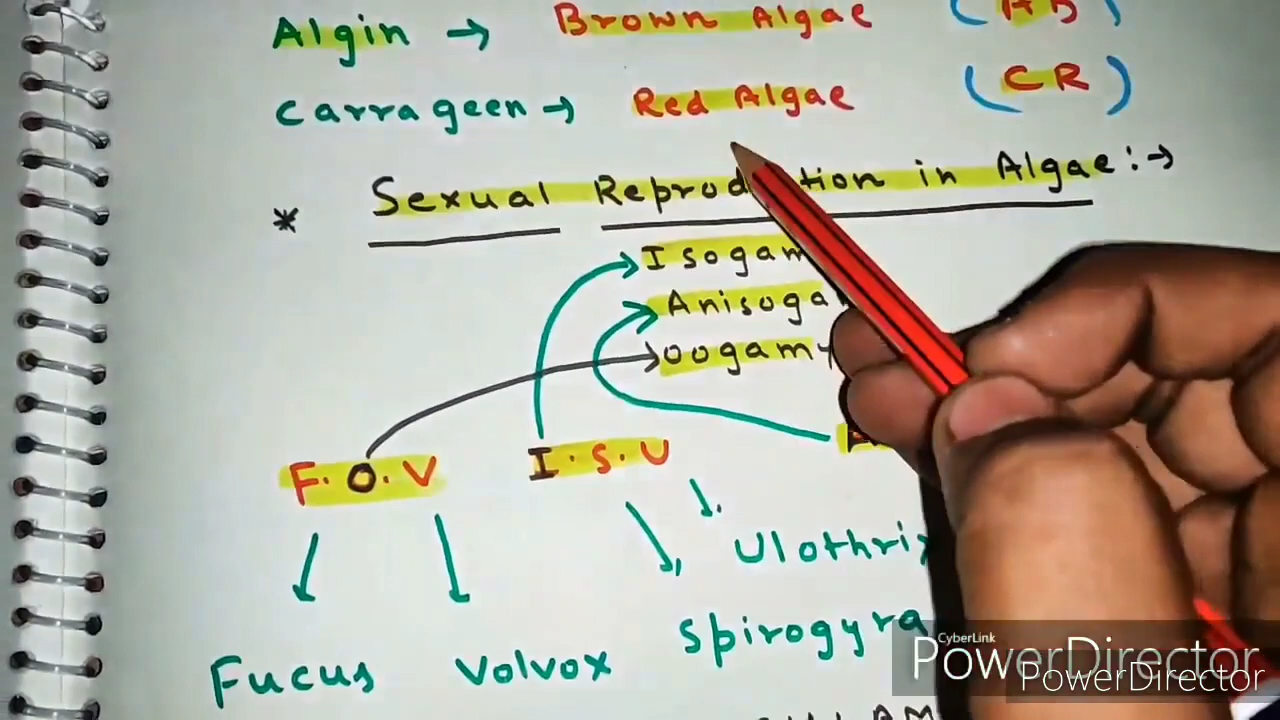 Algin → Brown Algae
Carrageen → Red Algae (CR)
* Sexual Reprod tion in Algae :→
Isogam
Anisoga
oogamy
F.O.V I.S.U
Ulothrix
Spirogyra
Fucus Volvox
CyberLink
PowerDirector
PowerDirector